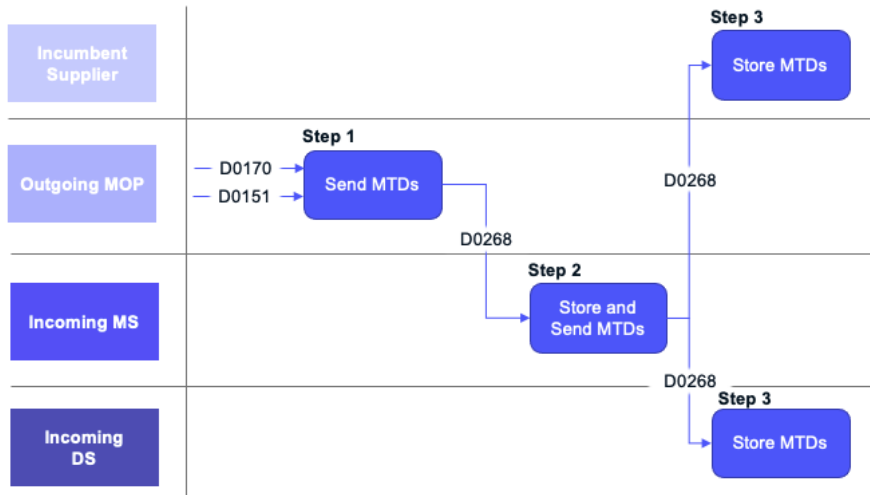 Step 3
Incumbent
Supplier
Store MTDs
Step 1
D0170
Outgoing MOP
Send MTDs
D0268
D0151
D0268
Step 2
Incoming MS
Store and
Send MTDs
D0268
Step 3
Incoming
DS
Store MTDs